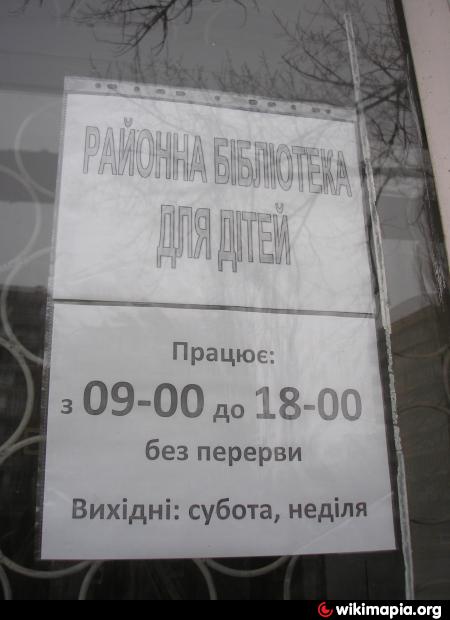 РАЙОННА БІБЛІОТЕКА
ДЛЯ ДІТЕЙ
Працює:
з 09-00 до 18-00
без перерви
Вихідні: субота, неділя
wikimapia.org